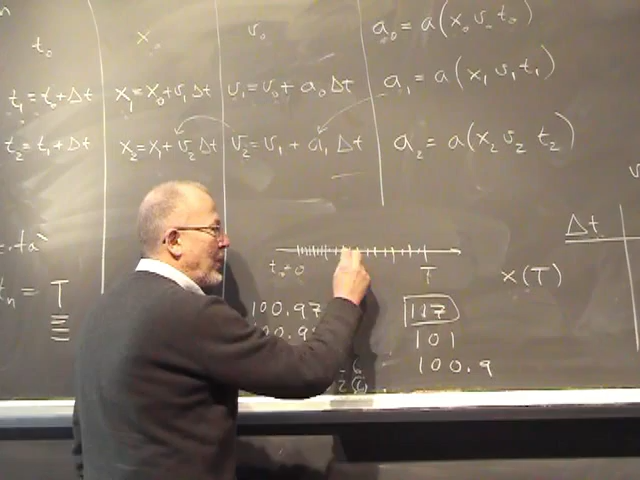 t₀ x₀ v₀ a₀ = a(x₀ v₀ t₀)
t₁ = t₀ + Δt x₁ = x₀ + v₁ Δt v₁ = v₀ + a₀ Δt a₁ = a(x₁ v₁ t₁)
t₂ = t₁ + Δt x₂ = x₁ + v₂ Δt v₂ = v₁ + a₁ Δt a₂ = a(x₂ v₂ t₂)
Δt
tₙ = T
t₀ = 0 T x(T)
100.97 117
101
100.9